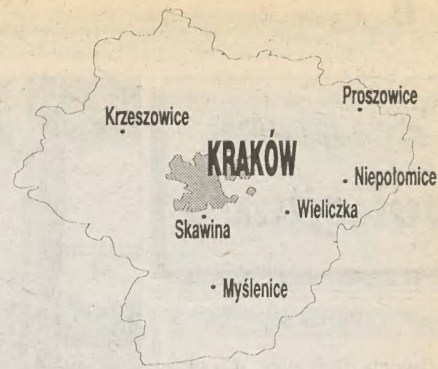 Proszowice
Krzeszowice
KRAKÓW
Niepołomice
Wieliczka
Skawina
Myślenice